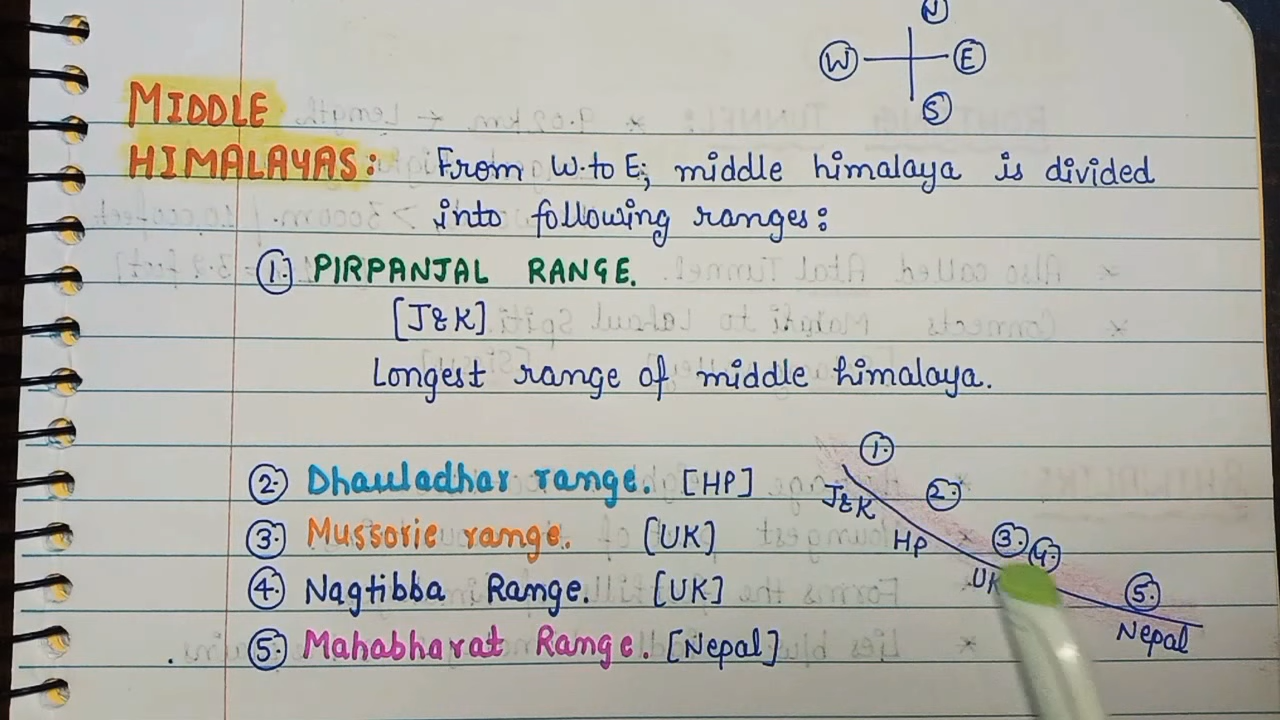 N
W E
S
MIDDLE
HIMALAYAS: From W. to E; middle himalaya is divided
into following ranges:
1. PIRPANJAL RANGE.
[J&K]
Longest range of middle himalaya.
2. Dhauladhar range. [HP]
3. Mussorie range. [UK]
4. Nagtibba Range. [UK]
5. Mahabharat Range. [Nepal]
1.
J&K
2.
HP
3. 4.
UK
5.
Nepal